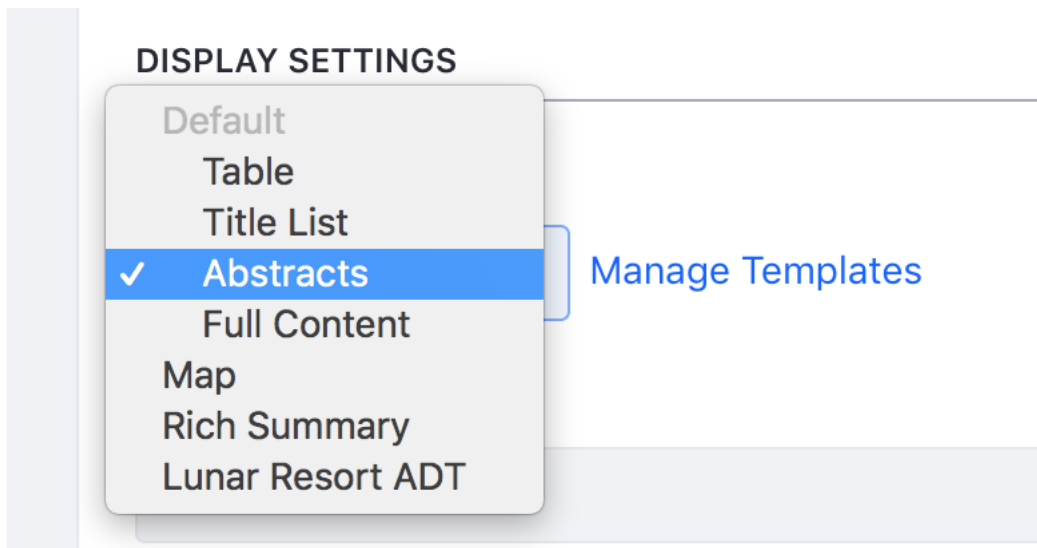 DISPLAY SETTINGS
Default
Table
Title List
Abstracts
Manage Templates
Full Content
Map
Rich Summary
Lunar Resort ADT